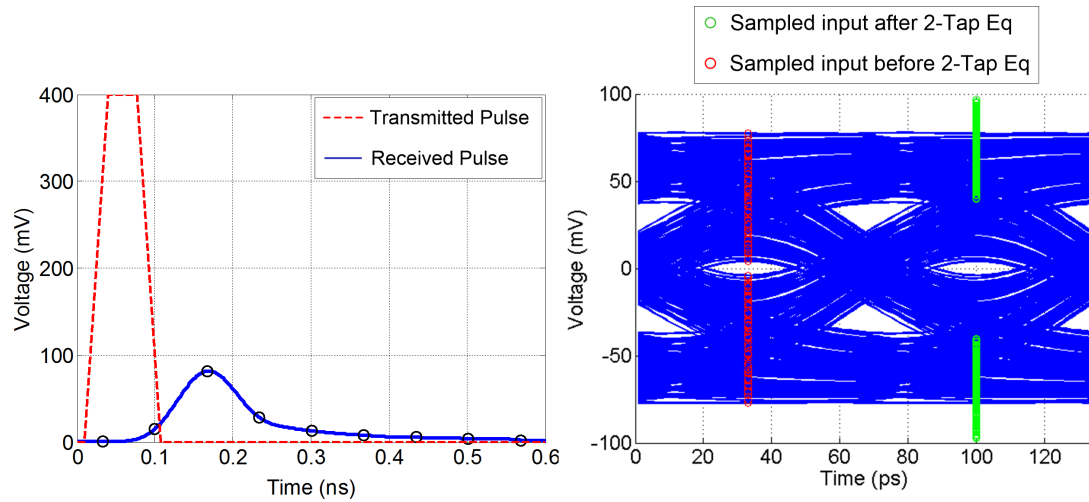 400
300
200
100
0
Voltage (mV)
0 0.1 0.2 0.3 0.4 0.5 0.6
Time (ns)
Transmitted Pulse
Received Pulse
Sampled input after 2-Tap Eq
Sampled input before 2-Tap Eq
100
50
0
-50
-100
Voltage (mV)
0 20 40 60 80 100 120
Time (ps)